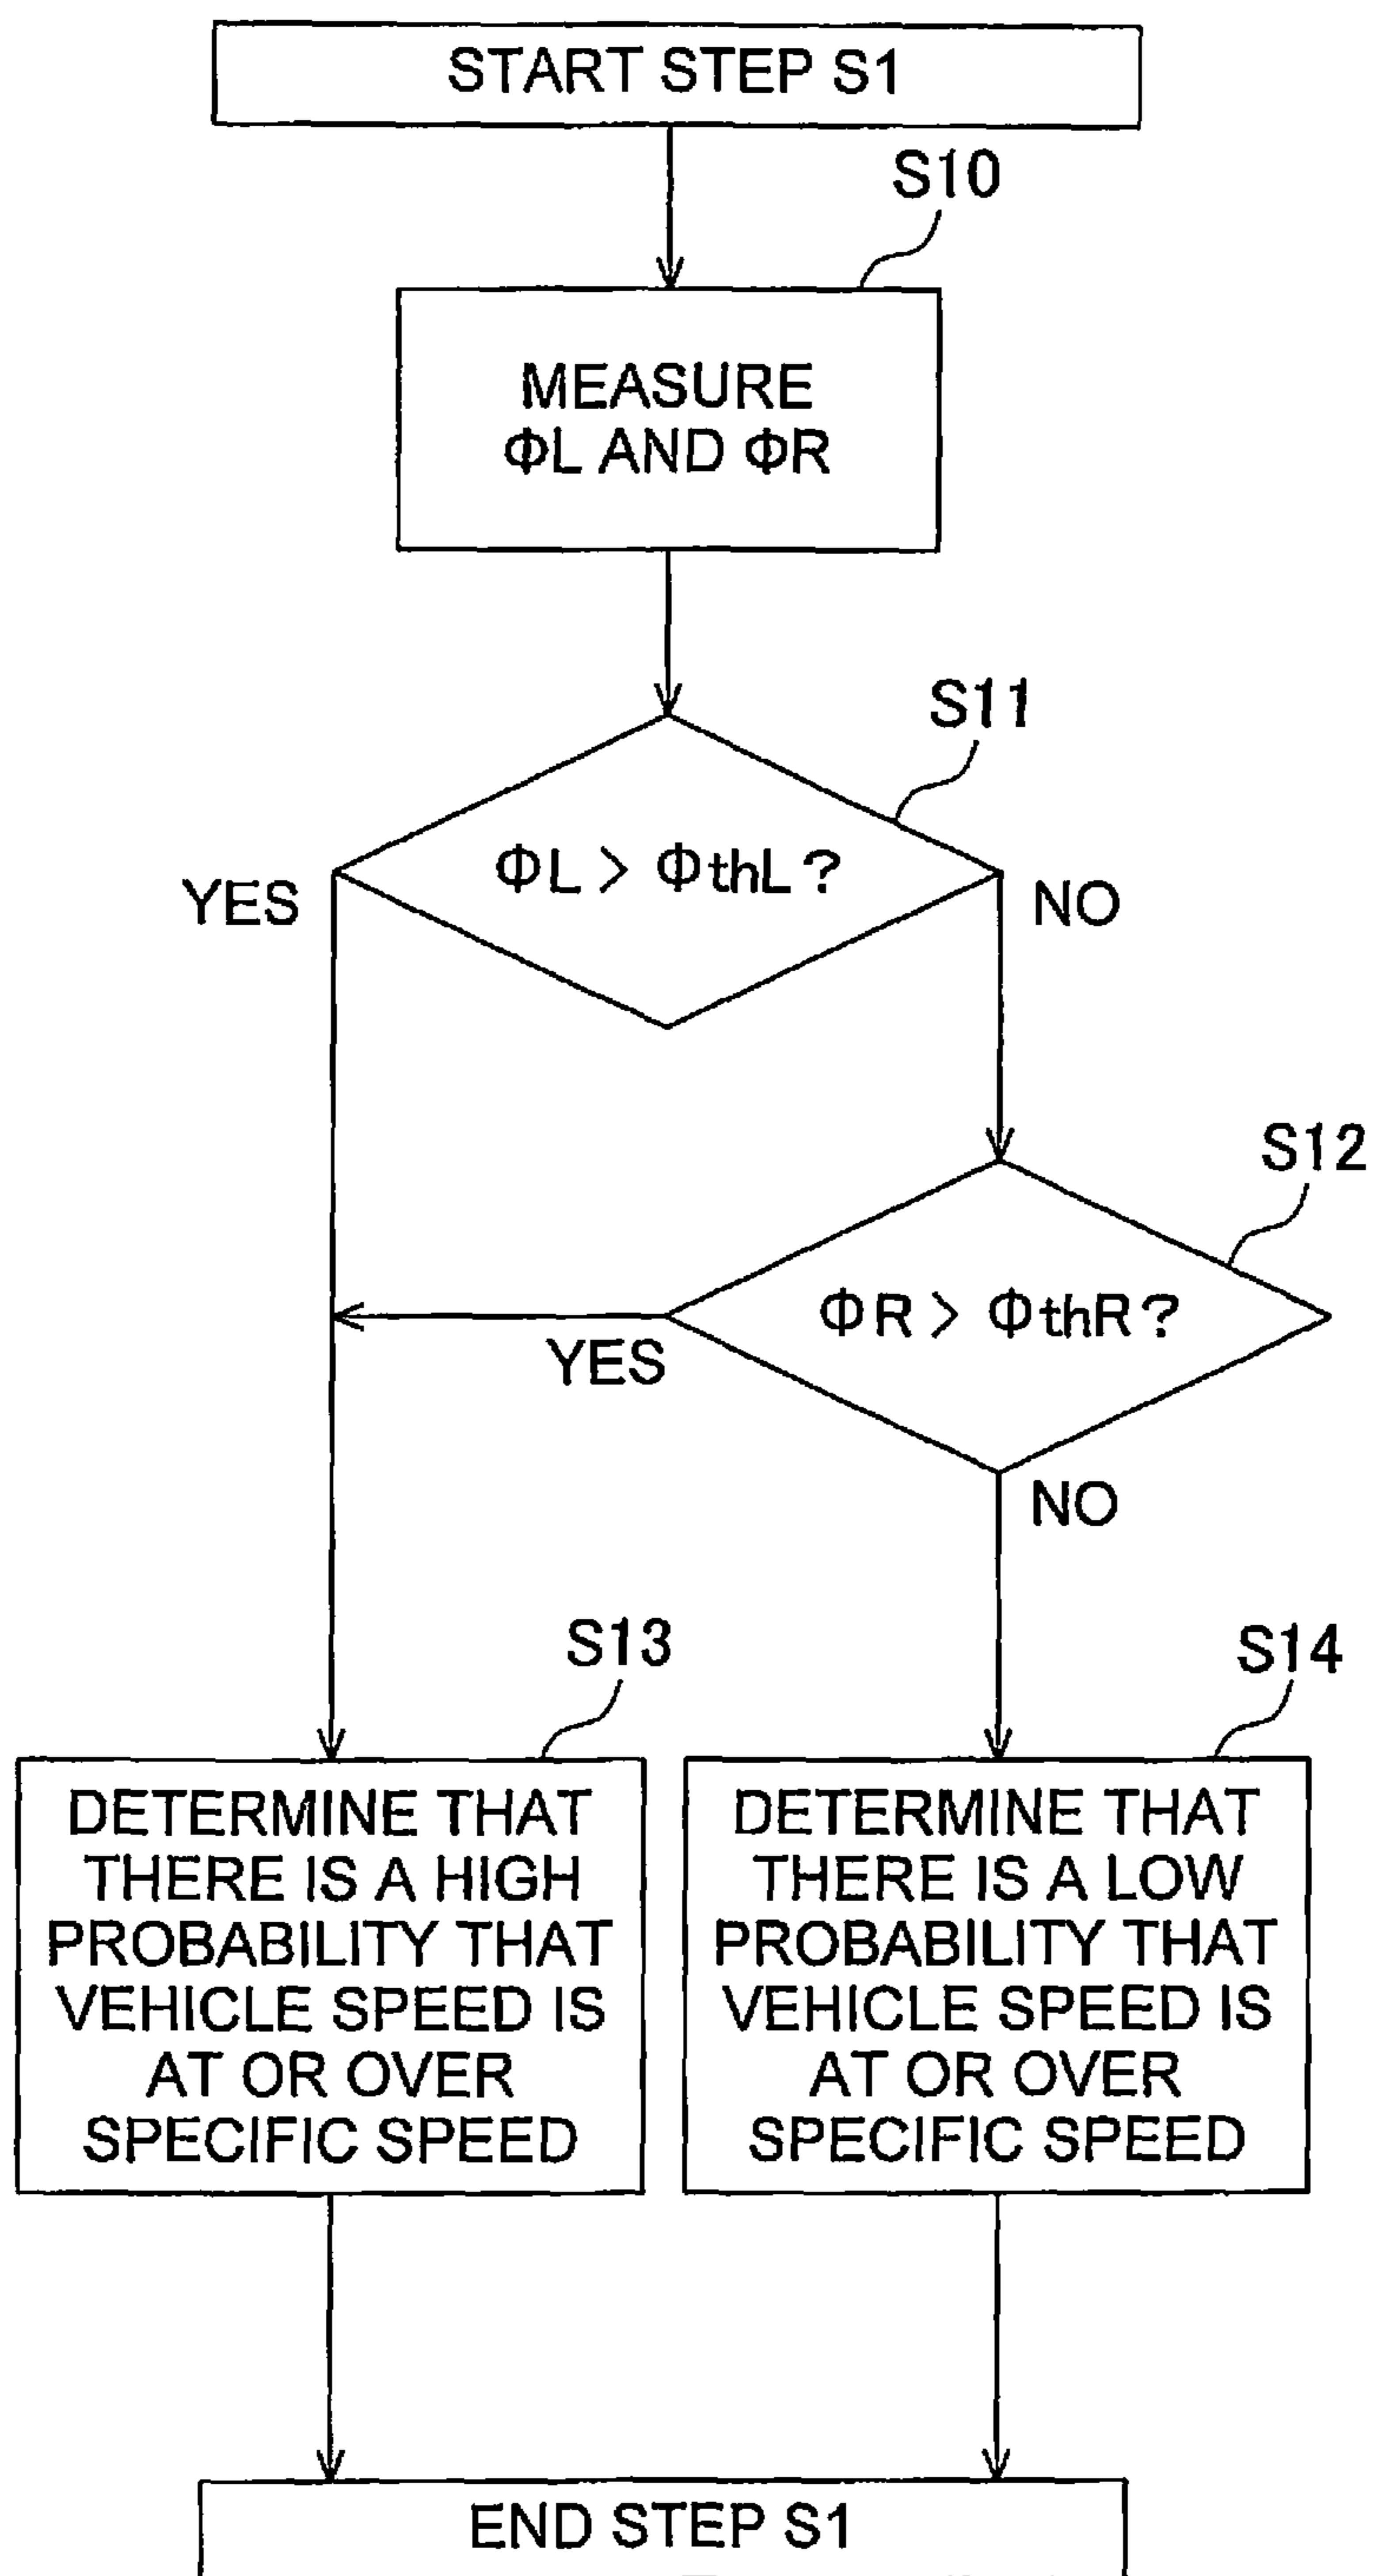 START STEP S1
S10
MEASURE
ΦL AND ΦR
S11
ΦL > ΦthL?
YES
NO
S12
ΦR > ΦthR?
YES
NO
S13
S14
DETERMINE THAT
THERE IS A HIGH
PROBABILITY THAT
VEHICLE SPEED IS
AT OR OVER
SPECIFIC SPEED
DETERMINE THAT
THERE IS A LOW
PROBABILITY THAT
VEHICLE SPEED IS
AT OR OVER
SPECIFIC SPEED
END STEP S1